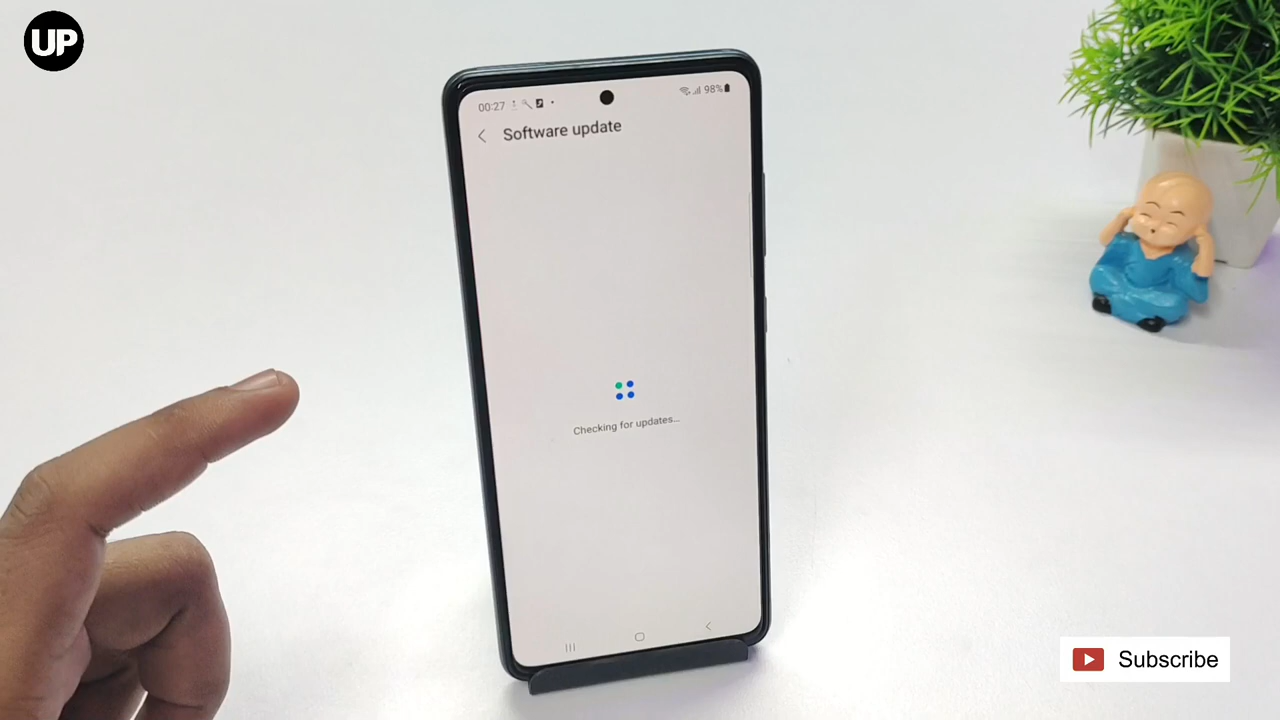 UP
00:27
98%
Software update
Checking for updates...
Subscribe